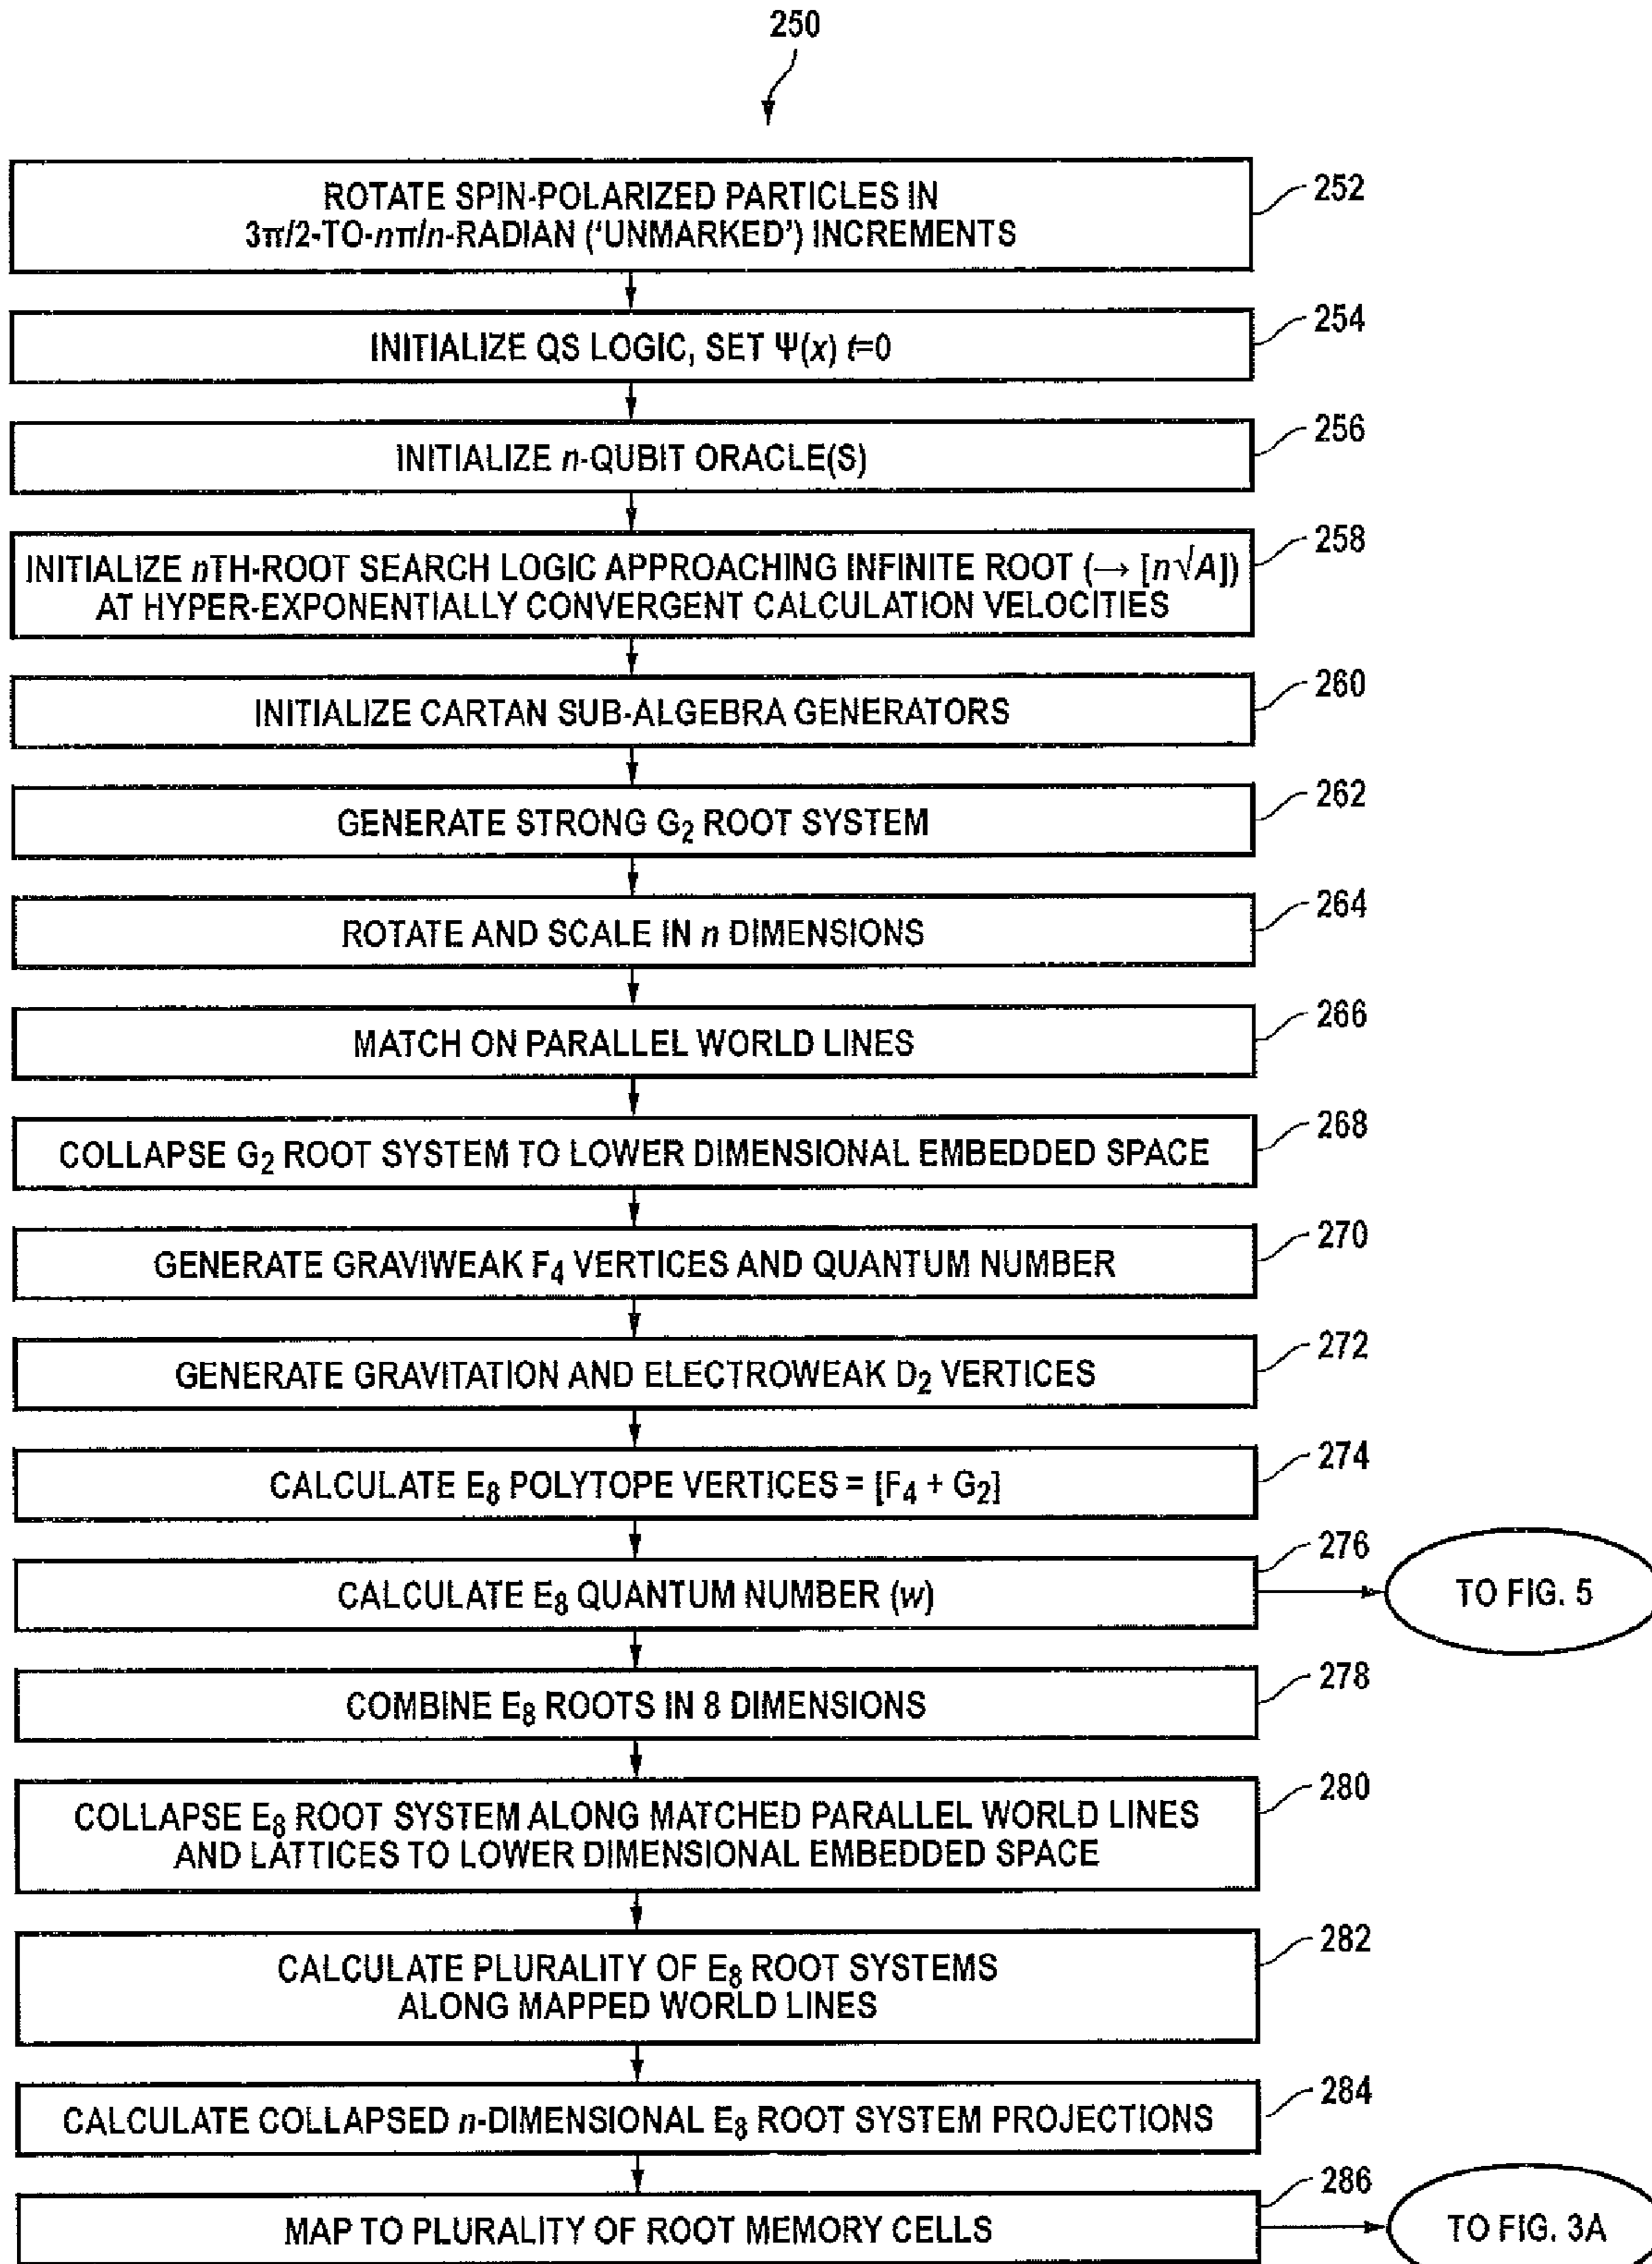 250
ROTATE SPIN-POLARIZED PARTICLES IN
3π/2-TO-nπ/n-RADIAN ('UNMARKED') INCREMENTS
252
INITIALIZE QS LOGIC, SET Ψ(x) t=0
254
INITIALIZE n-QUBIT ORACLE(S)
256
INITIALIZE nTH-ROOT SEARCH LOGIC APPROACHING INFINITE ROOT (→ [n√A])
AT HYPER-EXPONENTIALLY CONVERGENT CALCULATION VELOCITIES
258
INITIALIZE CARTAN SUB-ALGEBRA GENERATORS
260
GENERATE STRONG G₂ ROOT SYSTEM
262
ROTATE AND SCALE IN n DIMENSIONS
264
MATCH ON PARALLEL WORLD LINES
266
COLLAPSE G₂ ROOT SYSTEM TO LOWER DIMENSIONAL EMBEDDED SPACE
268
GENERATE GRAVIWEAK F₄ VERTICES AND QUANTUM NUMBER
270
GENERATE GRAVITATION AND ELECTROWEAK D₂ VERTICES
272
CALCULATE E₈ POLYTOPE VERTICES = [F₄ + G₂]
274
CALCULATE E₈ QUANTUM NUMBER (w)
276
TO FIG. 5
COMBINE E₈ ROOTS IN 8 DIMENSIONS
278
COLLAPSE E₈ ROOT SYSTEM ALONG MATCHED PARALLEL WORLD LINES
AND LATTICES TO LOWER DIMENSIONAL EMBEDDED SPACE
280
CALCULATE PLURALITY OF E₈ ROOT SYSTEMS
ALONG MAPPED WORLD LINES
282
CALCULATE COLLAPSED n-DIMENSIONAL E₈ ROOT SYSTEM PROJECTIONS
284
MAP TO PLURALITY OF ROOT MEMORY CELLS
286
TO FIG. 3A